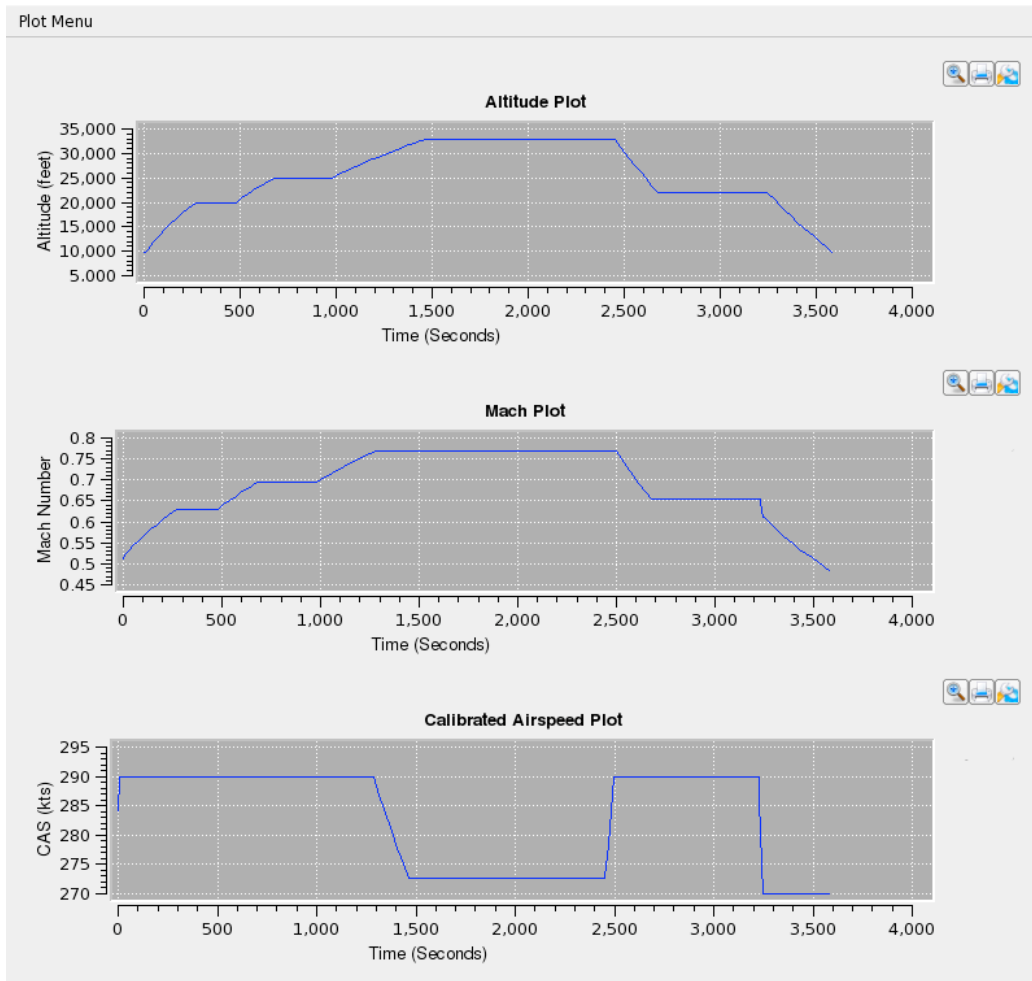 Plot Menu
Altitude Plot
35,000
30,000
25,000
20,000
15,000
10,000
5.000
Altitude (feet)
0 500 1,000 1,500 2,000 2,500 3,000 3,500 4,000
Time (Seconds)
Mach Plot
0.8
0.75
0.7
0.65
0.6
0.55
0.5
0.45
Mach Number
0 500 1,000 1,500 2,000 2,500 3,000 3,500 4,000
Time (Seconds)
Calibrated Airspeed Plot
295
290
285
280
275
270
CAS (kts)
0 500 1,000 1,500 2,000 2,500 3,000 3,500 4,000
Time (Seconds)